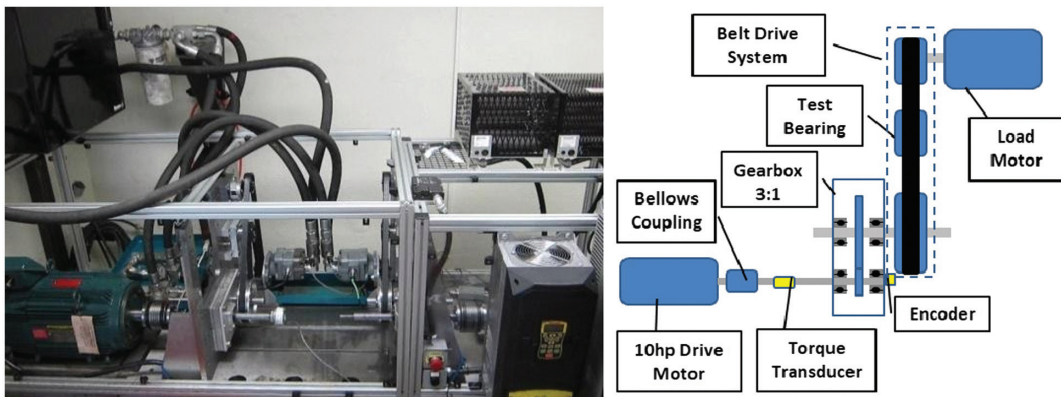 Belt Drive
System
Test
Bearing
Load
Motor
Gearbox
3:1
Bellows
Coupling
Encoder
10hp Drive
Motor
Torque
Transducer